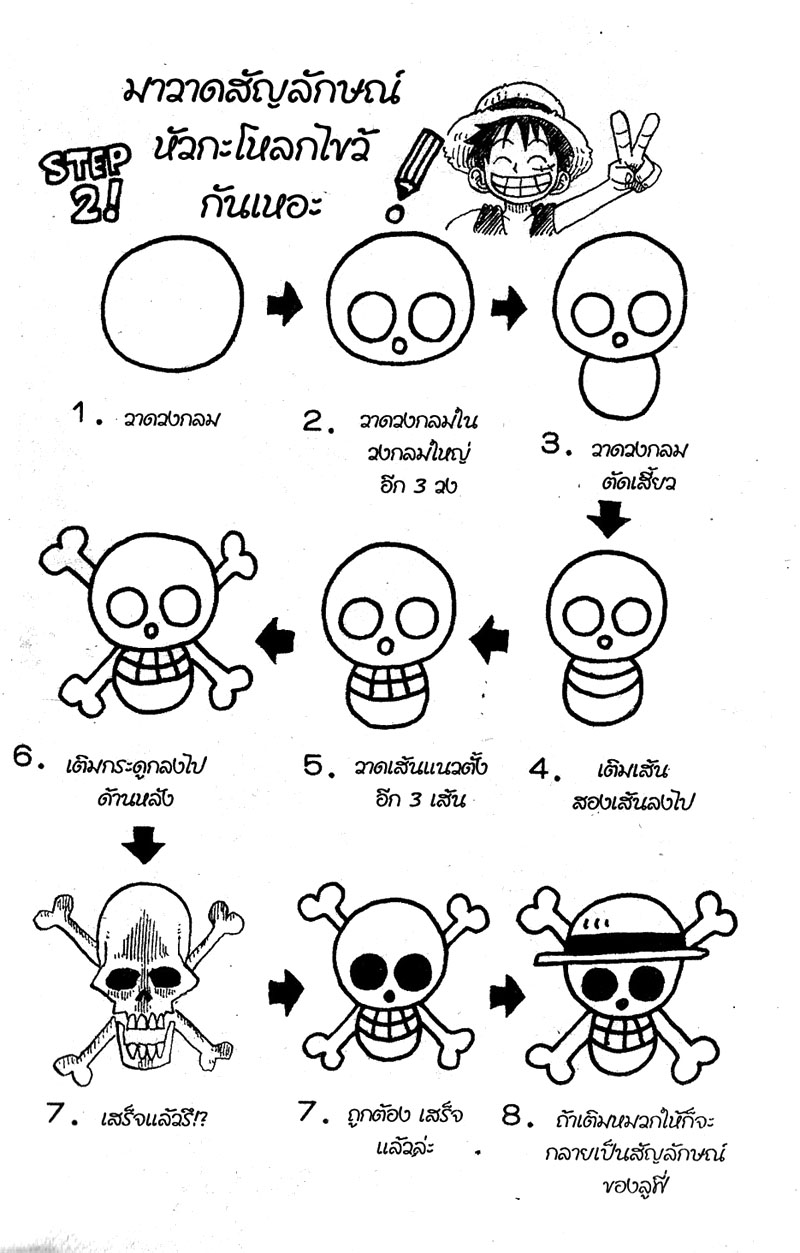 มาวาดสัญลักษณ์
หัวกะโหลกไขว้
กันเหอะ
STEP
2!
1. วาดวงกลม
2. วาดวงกลมใน
วงกลมใหญ่
อีก 3 วง
3. วาดวงกลม
ตัดเสี้ยว
4. เติมเส้น
สองเส้นลงไป
5. วาดเส้นแนวตั้ง
อีก 3 เส้น
6. เติมกระดูกลงไป
ด้านหลัง
7. เสร็จแล้วรึ!?
7. ถูกต้อง เสร็จ
แล้วล่ะ
8. ถ้าเติมหมวกให้ก็จะ
กลายเป็นสัญลักษณ์
ของลูฟี่